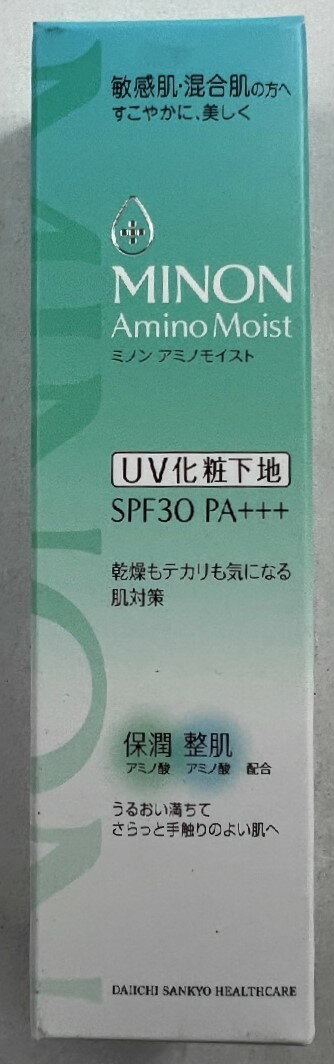 敏感肌・混合肌の方へ
すこやかに、美しく
MINON
Amino Moist
ミノン アミノモイスト
UV化粧下地
SPF30 PA+++
乾燥もテカリも気になる
肌対策
保潤 整肌
アミノ酸 アミノ酸 配合
うるおい満ちて
さらっと手触りのよい肌へ
DAIICHI SANKYO HEALTHCARE
MINON